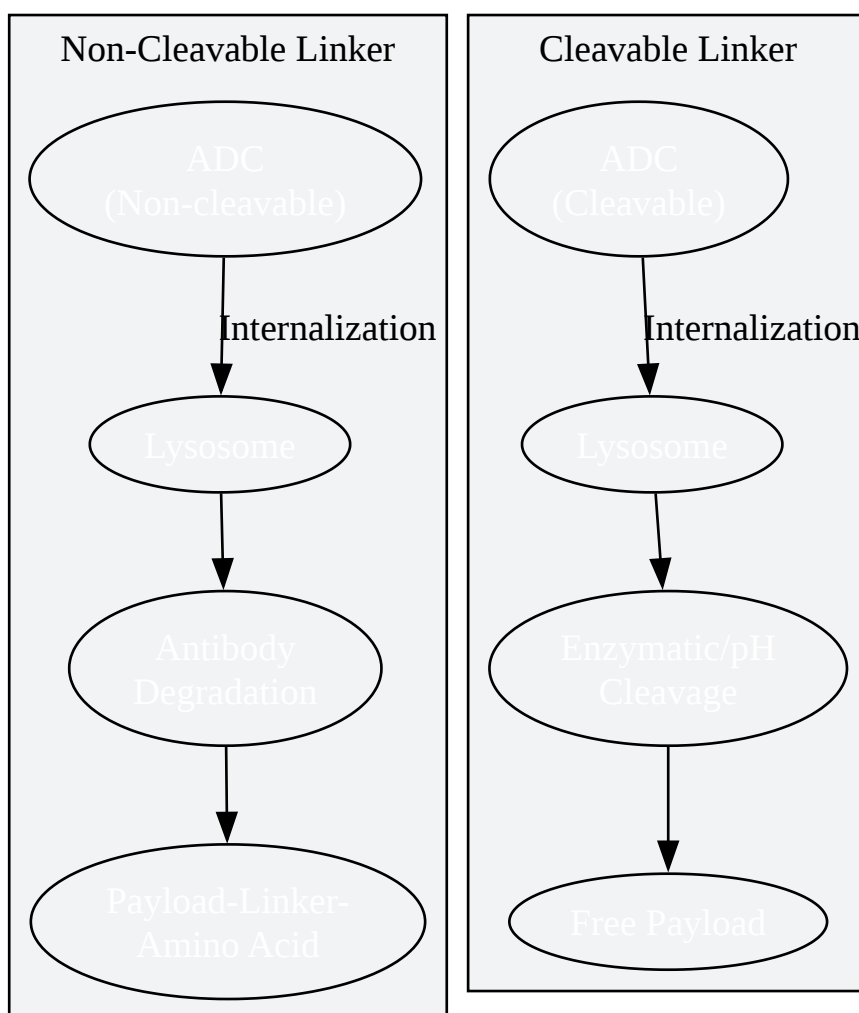 Non-Cleavable Linker
ADC
(Non-cleavable)
Internalization
Lysosome
Antibody
Degradation
Payload-Linker-
Amino Acid
Cleavable Linker
ADC
(Cleavable)
Internalization
Lysosome
Enzymatic/pH
Cleavage
Free Payload